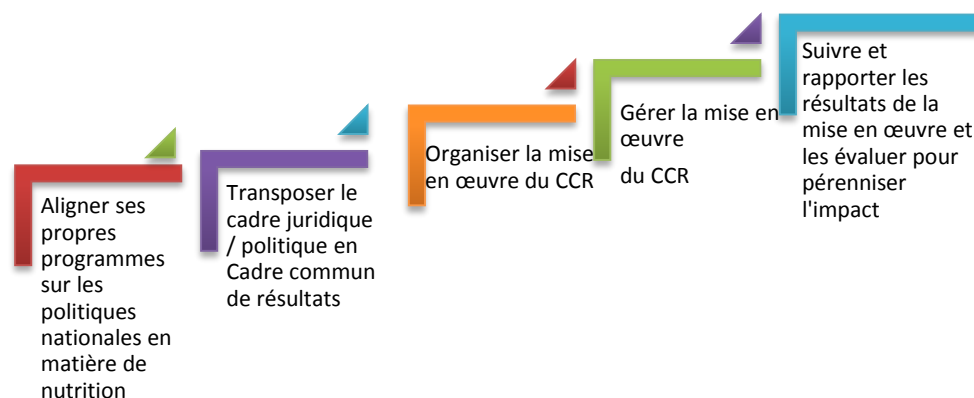 Aligner ses
propres
programmes
sur les
politiques
nationales en
matière de
nutrition
Transposer le
cadre juridique
/ politique en
Cadre commun
de résultats
Organiser la mise
en œuvre du CCR
Gérer la mise en
œuvre
du CCR
Suivre et
rapporter les
résultats de la
mise en œuvre et
les évaluer pour
pérenniser
l'impact